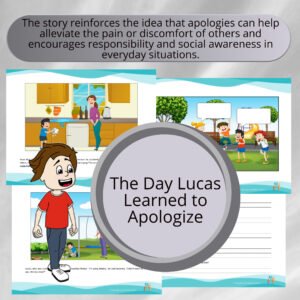 The story reinforces the idea that apologies can help
alleviate the pain or discomfort of others and
encourages responsibility and social awareness in
everyday situations.
The Day Lucas
Learned to
Apologize